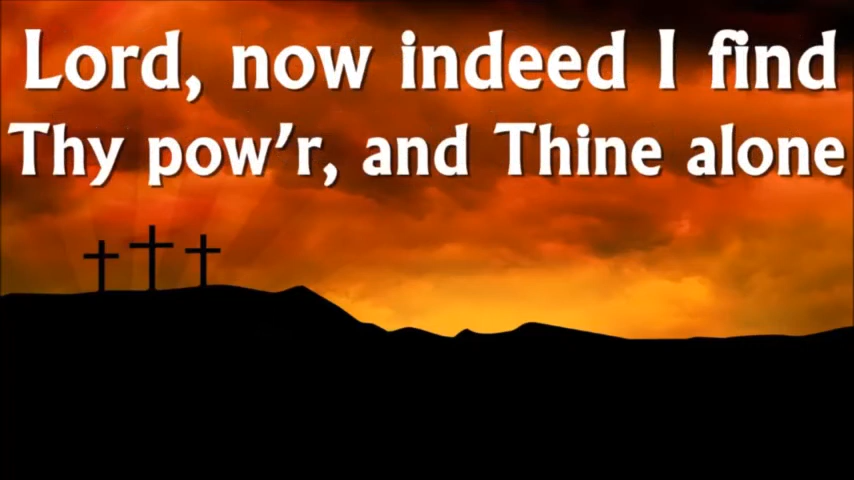 Lord, now indeed I find
Thy pow’r, and Thine alone